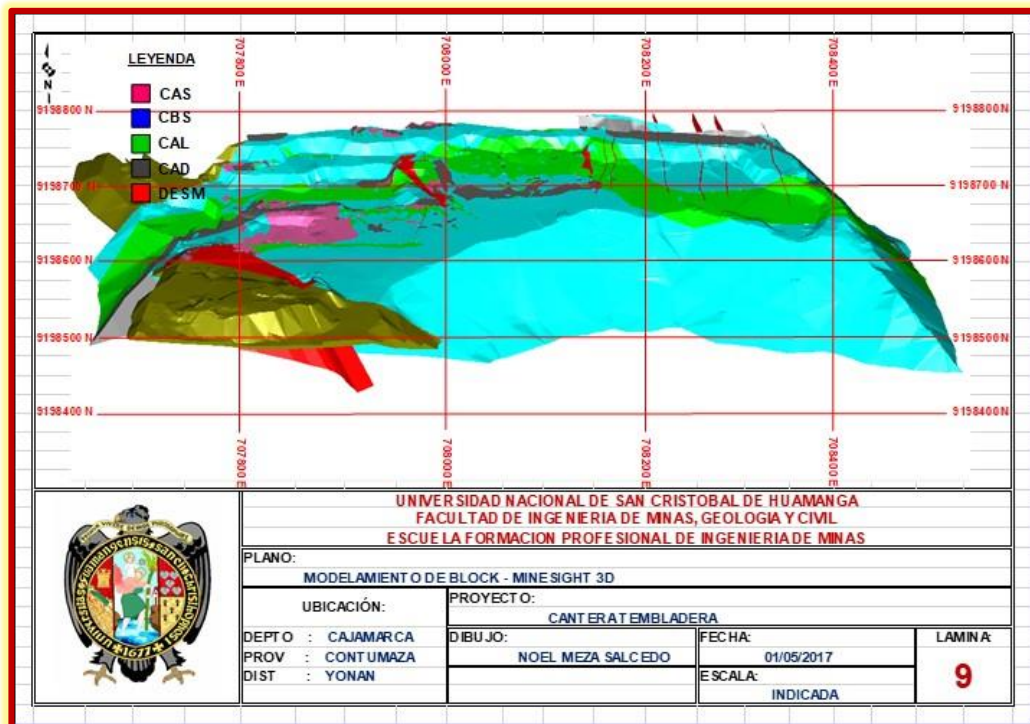 LEYENDA
CAS
CBS
CAL
CAD
DESM
N
707800 E
708000 E
708200 E
708400 E
9198800 N
9198800 N
9198700 N
9198700 N
9198600 N
9198600 N
9198500 N
9198500 N
9198400 N
9198400 N
707800 E
708000 E
708200 E
708400 E
UNIVERSIDAD NACIONAL DE SAN CRISTOBAL DE HUAMANGA
FACULTAD DE INGENIERIA DE MINAS, GEOLOGIA Y CIVIL
ESCUELA FORMACION PROFESIONAL DE INGENIERIA DE MINAS
PLANO:
MODELAMIENTO DE BLOCK - MINESIGHT 3D
UBICACIÓN:
DEPTO : CAJAMARCA
PROV : CONTUMAZA
DIST : YONAN
PROYECTO:
CANTERA TEMBLADERA
DIBUJO:
NOEL MEZA SALCEDO
FECHA:
01/05/2017
ESCALA:
INDICADA
LAMINA:
9
1677